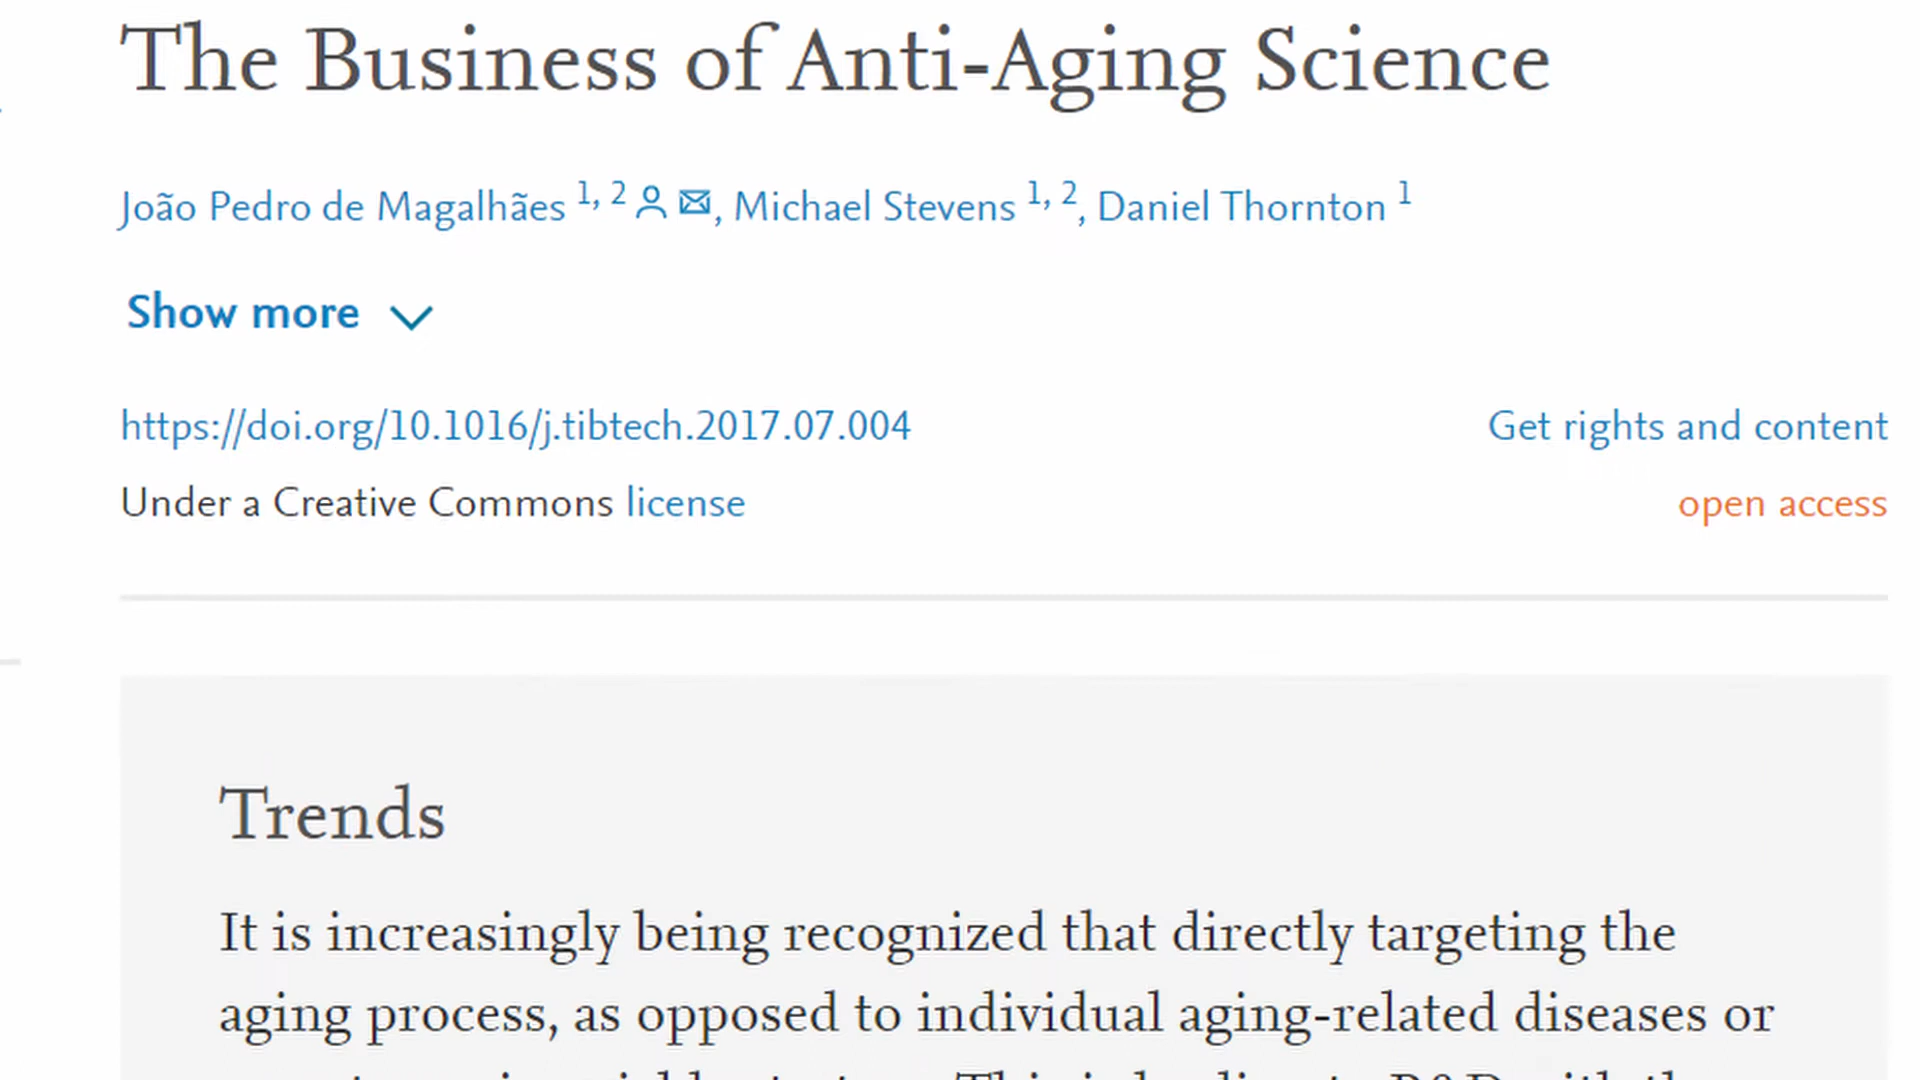 The Business of Anti-Aging Science
João Pedro de Magalhães 1, 2, Michael Stevens 1, 2, Daniel Thornton 1
Show more
https://doi.org/10.1016/j.tibtech.2017.07.004
Get rights and content
Under a Creative Commons license
open access
Trends
It is increasingly being recognized that directly targeting the
aging process, as opposed to individual aging-related diseases or